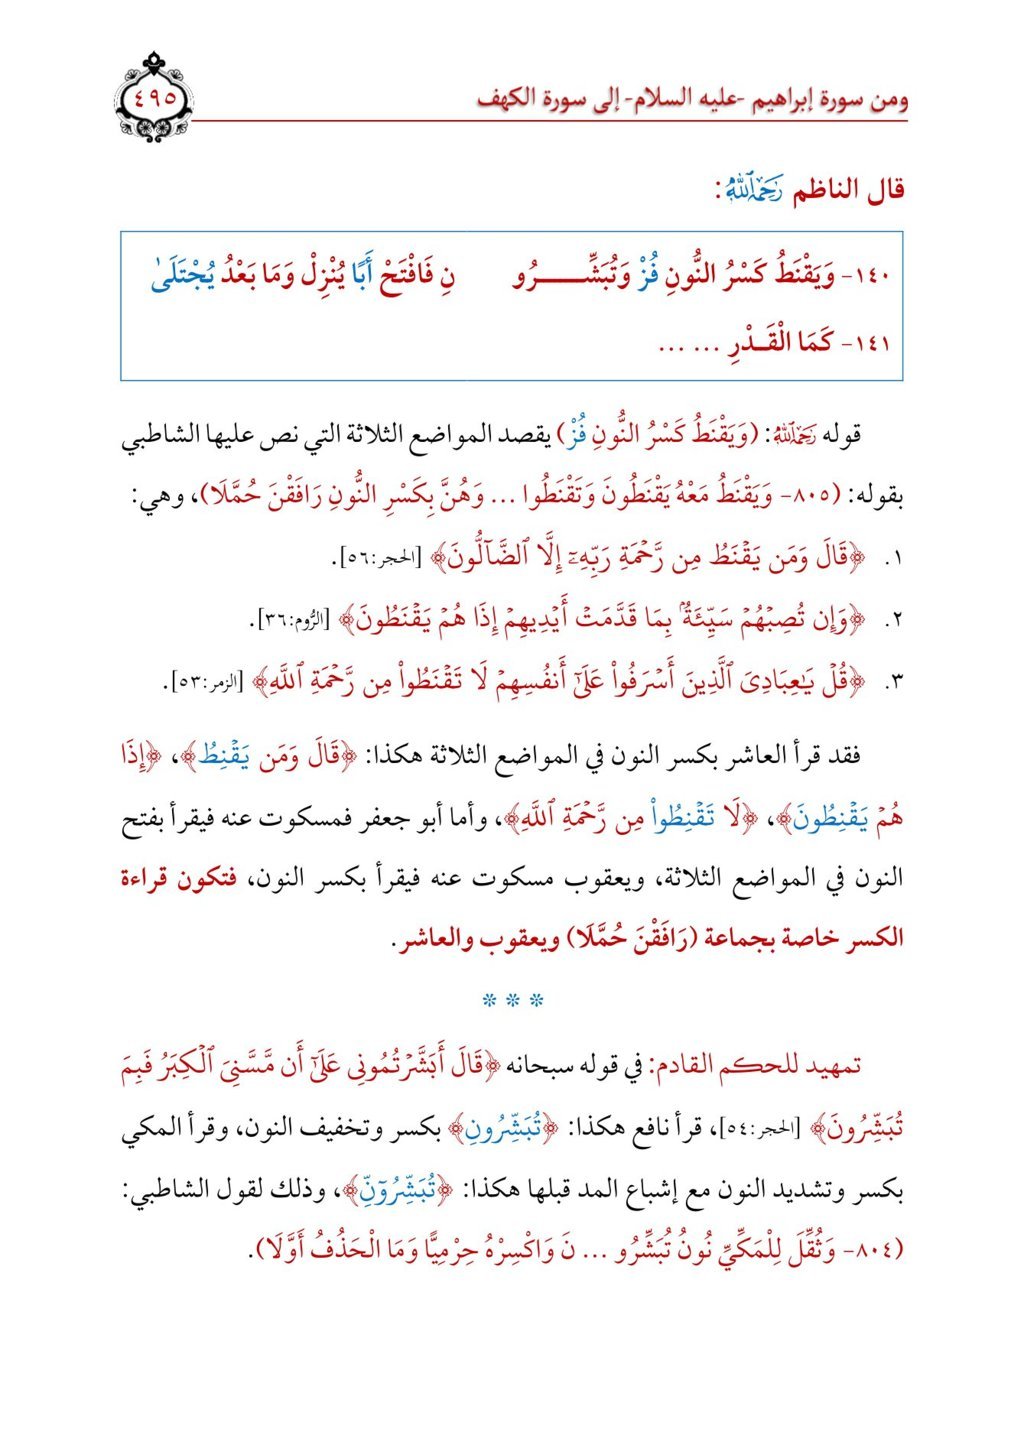 ومن سورة إبراهيم -عليه السلام- إلى سورة الكهف
٤٩٥
قال الناظم رَحِمَهُ ٱللَّهُ:
١٤٠- وَيَقْنَطُ كَسْرُ النُّونِ فُزْ وَتُبَشِّـــــرُو نِ فَافْتَحْ أَبًا يُنْزِلْ وَمَا بَعْدُ يُجْتَلَىٰ
١٤١- كَمَا الْقَـدْرِ ... ...
قوله رَحِمَهُ ٱللَّهُ: (وَيَقْنَطُ كَسْرُ النُّونِ فُزْ) يقصد المواضع الثلاثة التي نص عليها الشاطبي
بقوله: (٨٠٥- وَيَقْنَطُ مَعْهُ يَقْنَطُونَ وَتَقْنَطُوا ... وَهُنَّ بِكَسْرِ النُّونِ رَافَقْنَ حُمَّلَا)، وهي:
١. ﴿قَالَ وَمَن يَقۡنَطُ مِن رَّحۡمَةِ رَبِّهِۦٓ إِلَّا ٱلضَّآلُّونَ﴾ [الحجر:٥٦].
٢. ﴿وَإِن تُصِبۡهُمۡ سَيِّئَةُۢ بِمَا قَدَّمَتۡ أَيۡدِيهِمۡ إِذَا هُمۡ يَقۡنَطُونَ﴾ [الرُّوم:٣٦].
٣. ﴿قُلۡ يَٰعِبَادِيَ ٱلَّذِينَ أَسۡرَفُواْ عَلَىٰٓ أَنفُسِهِمۡ لَا تَقۡنَطُواْ مِن رَّحۡمَةِ ٱللَّهِ﴾ [الزمر:٥٣].
فقد قرأ العاشر بكسر النون في المواضع الثلاثة هكذا: ﴿قَالَ وَمَن يَقۡنِطُ﴾، ﴿إِذَا
هُمۡ يَقۡنِطُونَ﴾، ﴿لَا تَقۡنِطُواْ مِن رَّحۡمَةِ ٱللَّهِ﴾، وأما أبو جعفر فمسكوت عنه فيقرأ بفتح
النون في المواضع الثلاثة، ويعقوب مسكوت عنه فيقرأ بكسر النون، فتكون قراءة
الكسر خاصة بجماعة (رَافَقْنَ حُمَّلَا) ويعقوب والعاشر.
* * *
تمهيد للحكم القادم: في قوله سبحانه ﴿قَالَ أَبَشَّرۡتُمُونِي عَلَىٰٓ أَن مَّسَّنِيَ ٱلۡكِبَرُ فَبِمَ
تُبَشِّرُونَ﴾ [الحجر:٥٤]، قرأ نافع هكذا: ﴿تُبَشِّرُونِ﴾ بكسر وتخفيف النون، وقرأ المكي
بكسر وتشديد النون مع إشباع المد قبلها هكذا: ﴿تُبَشِّرُوٓنِّ﴾، وذلك لقول الشاطبي:
(٨٠٤- وَثُقِّلَ لِلْمَكِّيِّ نُونُ تُبَشِّرُو ... نَ وَاكْسِرْهُ حِرْمِيًّا وَمَا الْحَذْفُ أَوَّلَا).